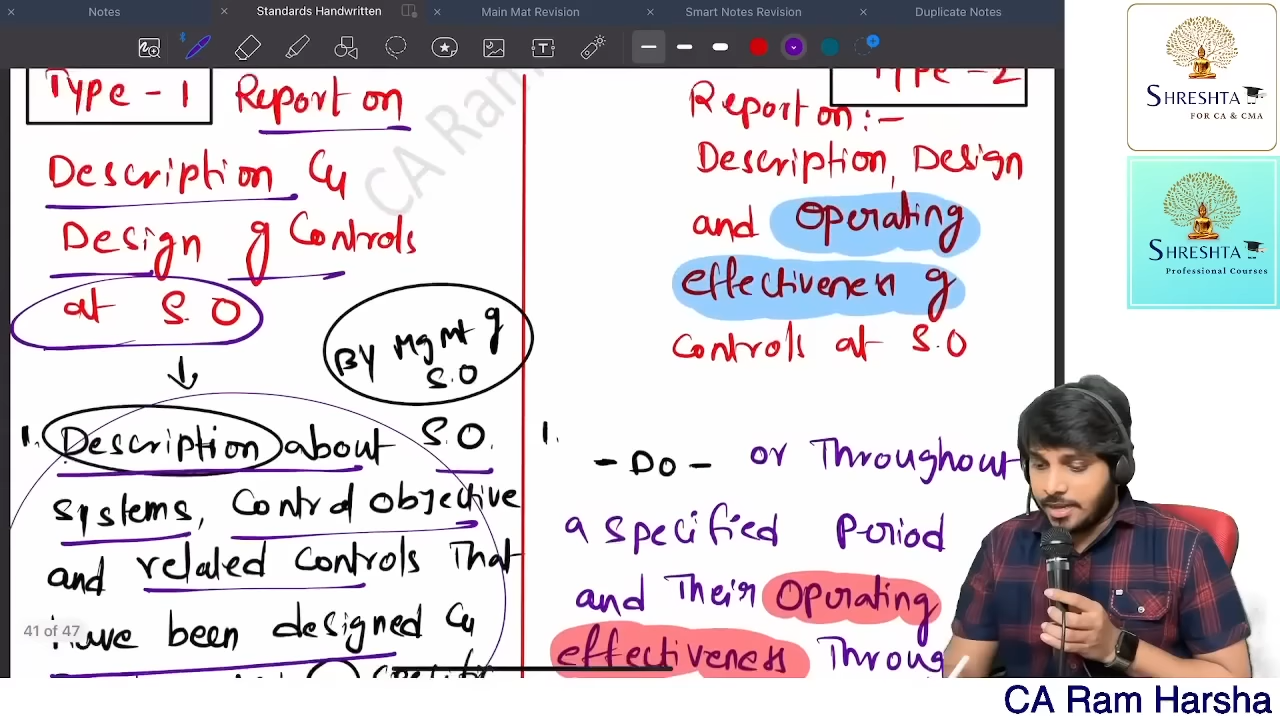 Notes
Standards Handwritten
Main Mat Revision
Smart Notes Revision
Duplicate Notes
Type - 1 Report on
Description &
Design of Controls
at S.O
By Mgmt of
S.O
1. Description about S.O.
systems, Control objective
and related Controls That
have been designed &
specific
41 of 47
CA Ram
Type - 2
Report on:-
Description, Design
and Operating
effectiveness of
Controls at S.O
1.
- Do - or Throughout
a specified Period
and Their Operating
effectiveness Throug
SHRESHTA
FOR CA & CMA
SHRESHTA
Professional Courses
CA Ram Harsha